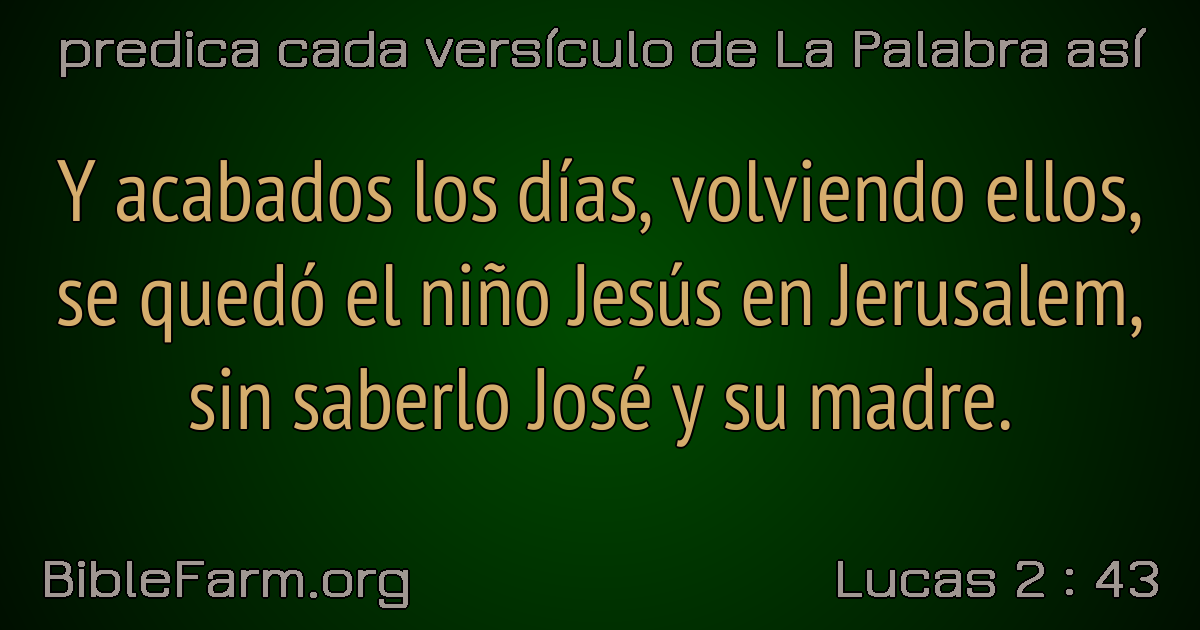 predica cada versículo de La Palabra así
Y acabados los días, volviendo ellos,
se quedó el niño Jesús en Jerusalem,
sin saberlo José y su madre.
BibleFarm.org
Lucas 2 : 43